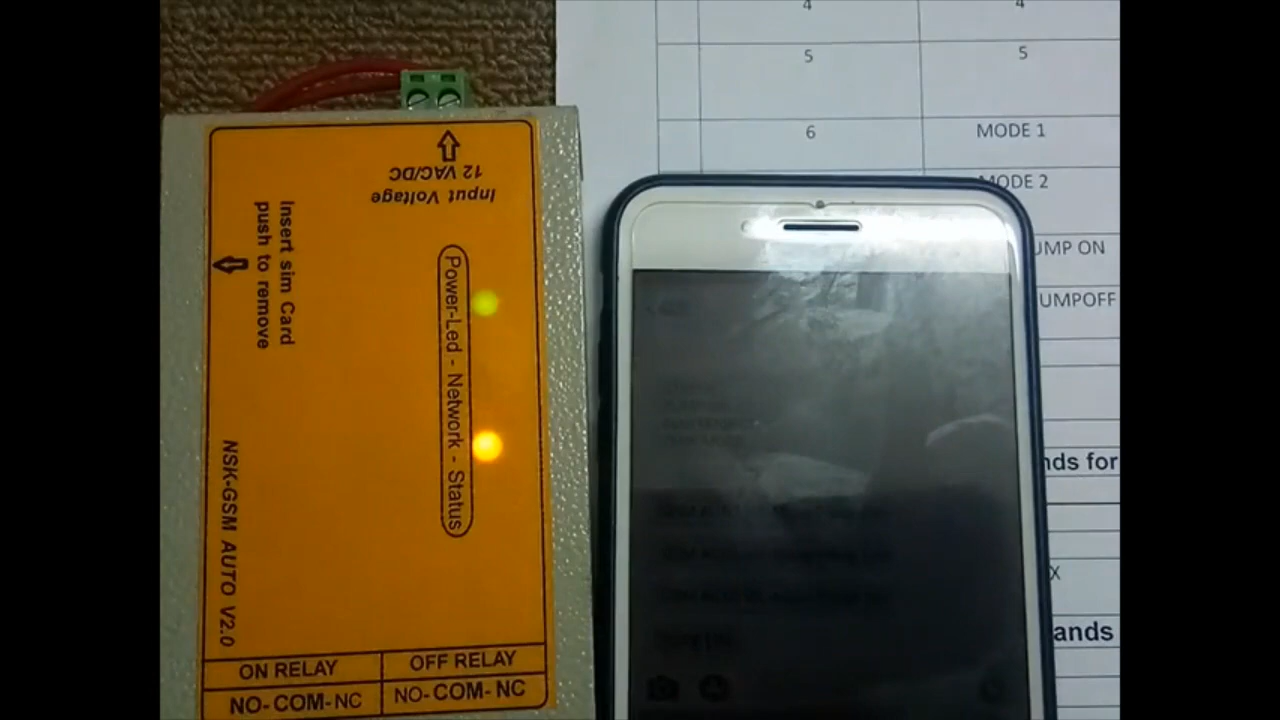 Input Voltage
12 VAC/DC
Insert sim Card
push to remove
Power-Led - Network - Status
NSK-GSM AUTO V2.0
ON RELAY
OFF RELAY
NO-COM-NC
NO-COM-NC
4
4
5
5
6
MODE 1
MODE 2
UMP ON
UMPOFF
nds for
X
ands